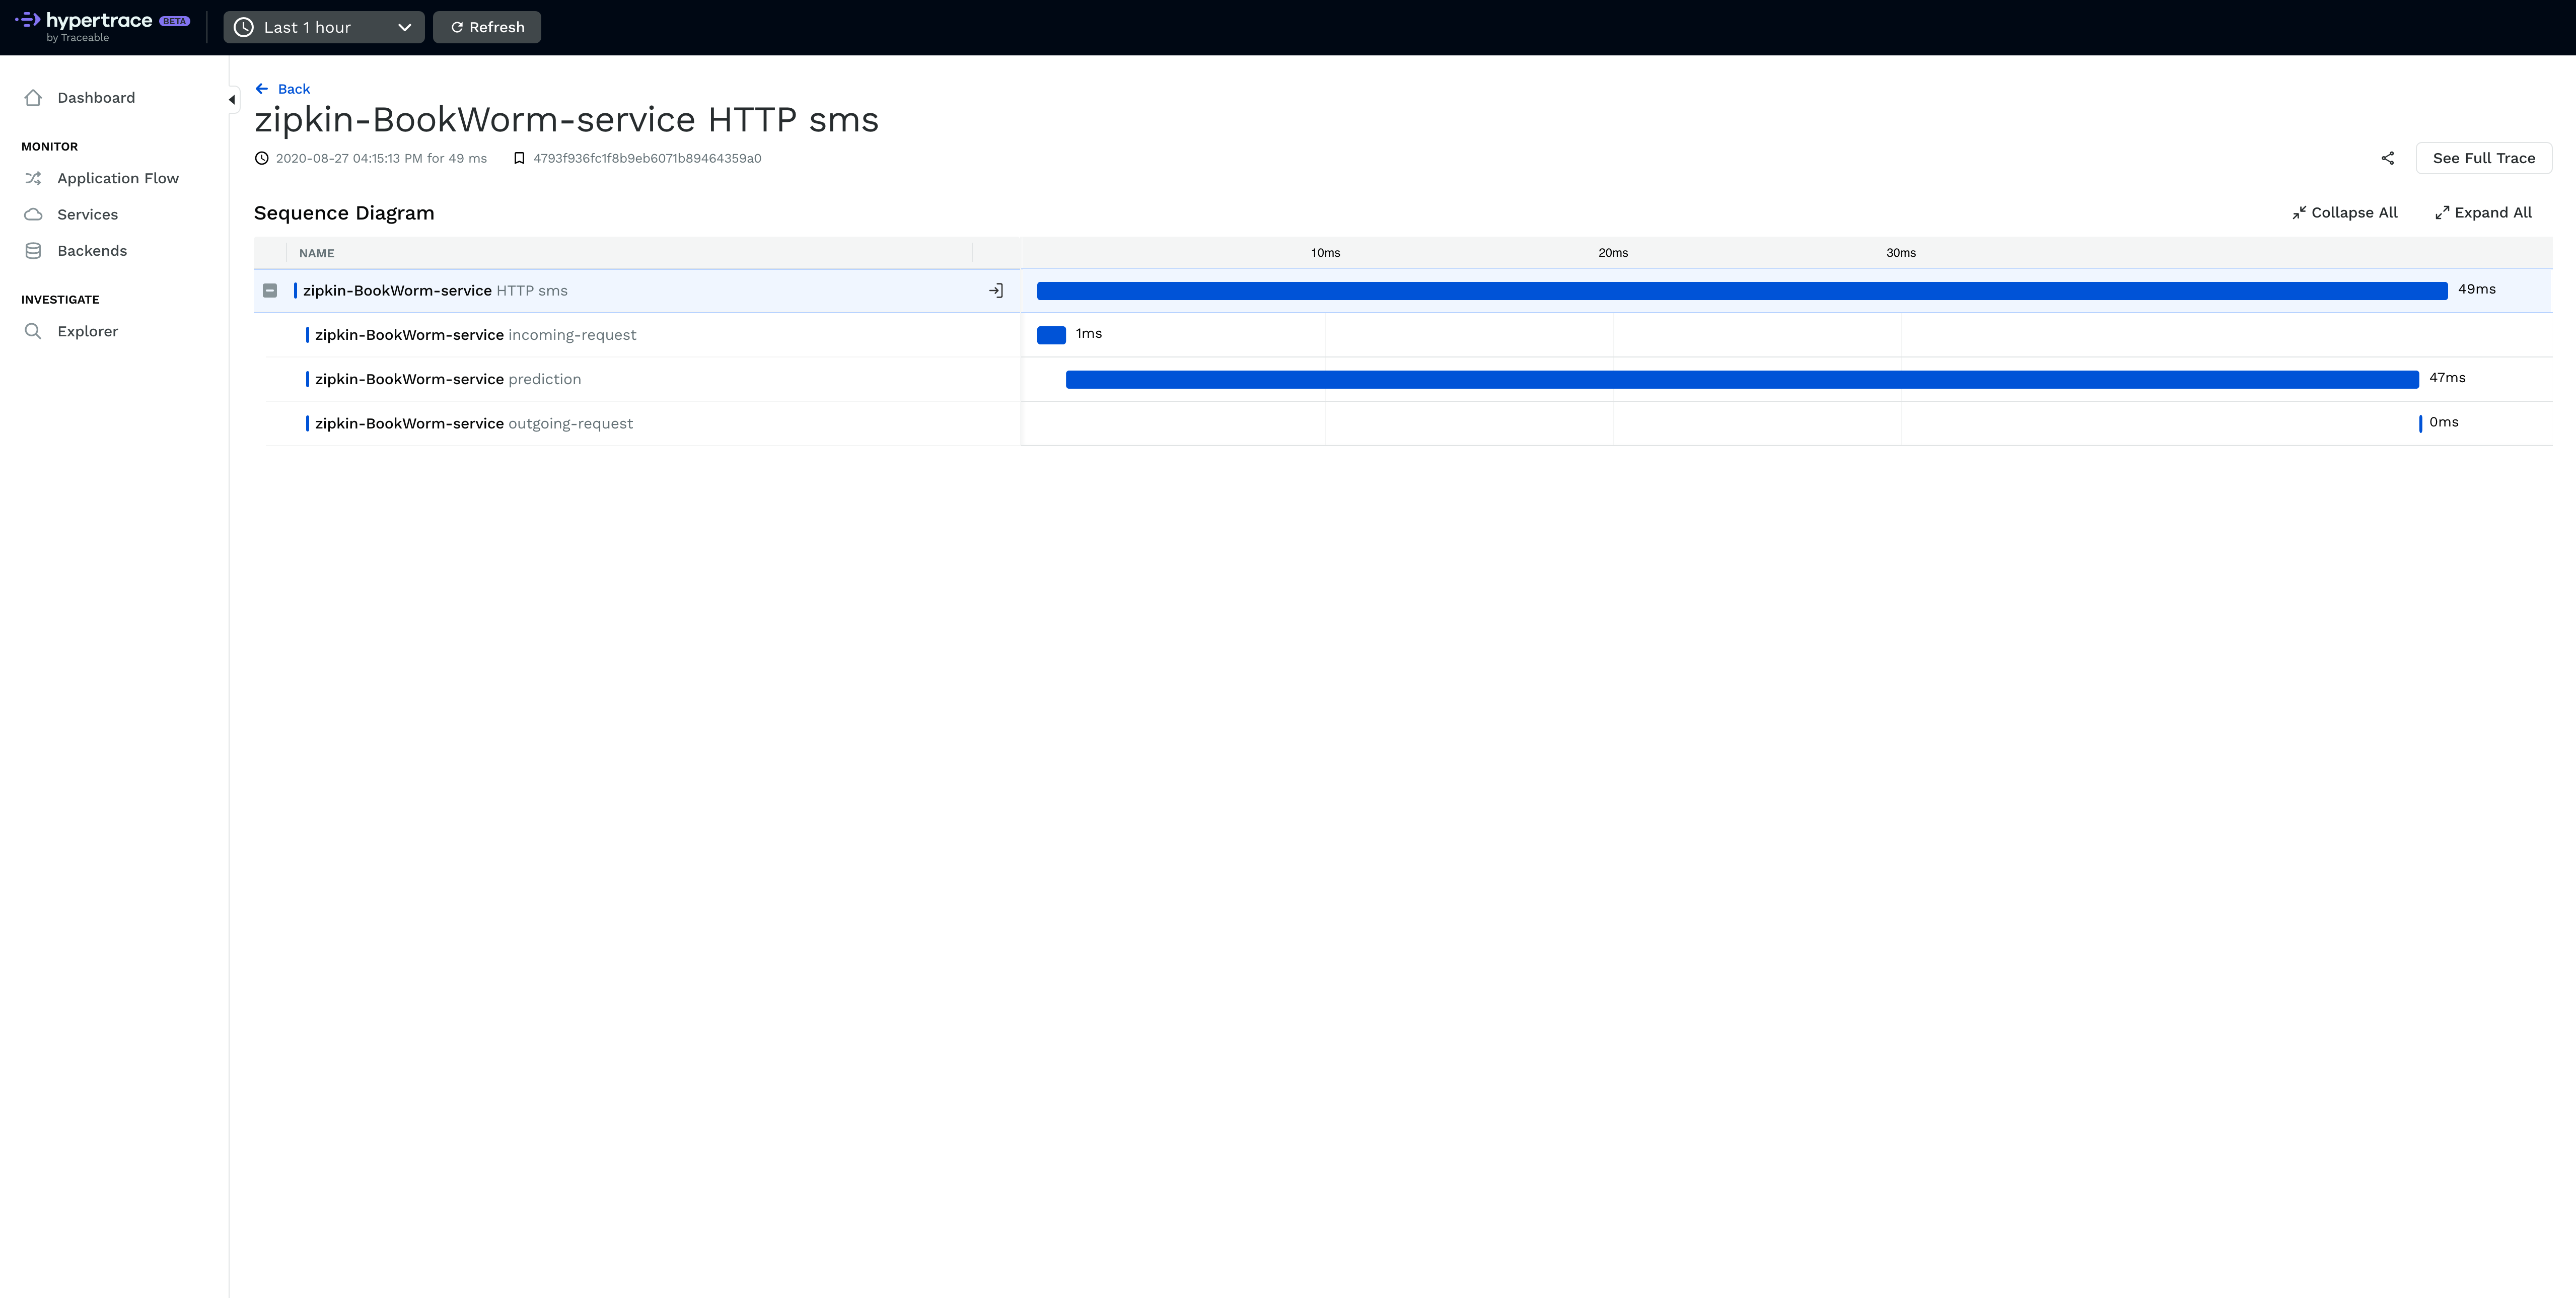 hypertrace BETA
by Traceable
Last 1 hour
Refresh
Dashboard
MONITOR
Application Flow
Services
Backends
INVESTIGATE
Explorer
Back
zipkin-BookWorm-service HTTP sms
2020-08-27 04:15:13 PM for 49 ms 4793f936fc1f8b9eb6071b89464359a0
See Full Trace
Sequence Diagram
Collapse All
Expand All
NAME 10ms 20ms 30ms
zipkin-BookWorm-service HTTP sms 49ms
zipkin-BookWorm-service incoming-request 1ms
zipkin-BookWorm-service prediction 47ms
zipkin-BookWorm-service outgoing-request 0ms